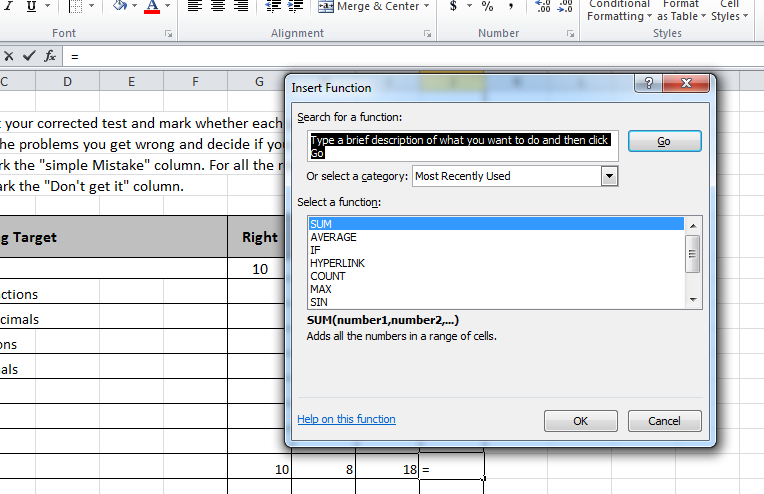 I U A Merge & Center $ % , .00 .0 Conditional Format Cell
Formatting as Table Styles
Font Alignment Number Styles
fx =
C D E F G
Insert Function
Search for a function:
Type a brief description of what you want to do and then click
Go
Go
Or select a category: Most Recently Used
Select a function:
SUM
AVERAGE
IF
HYPERLINK
COUNT
MAX
SIN
SUM(number1,number2,...)
Adds all the numbers in a range of cells.
Help on this function
OK Cancel
t your corrected test and mark whether each
he problems you get wrong and decide if you
rk the "simple Mistake" column. For all the
ark the "Don't get it" column.
g Target Right
10
ctions
cimals
ons
als
10 8 18 =